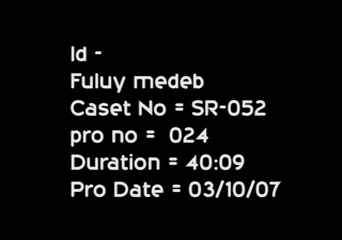 Id -
Fuluy medeb
Caset No = SR-052
pro no = 024
Duration = 40:09
Pro Date = 03/10/07